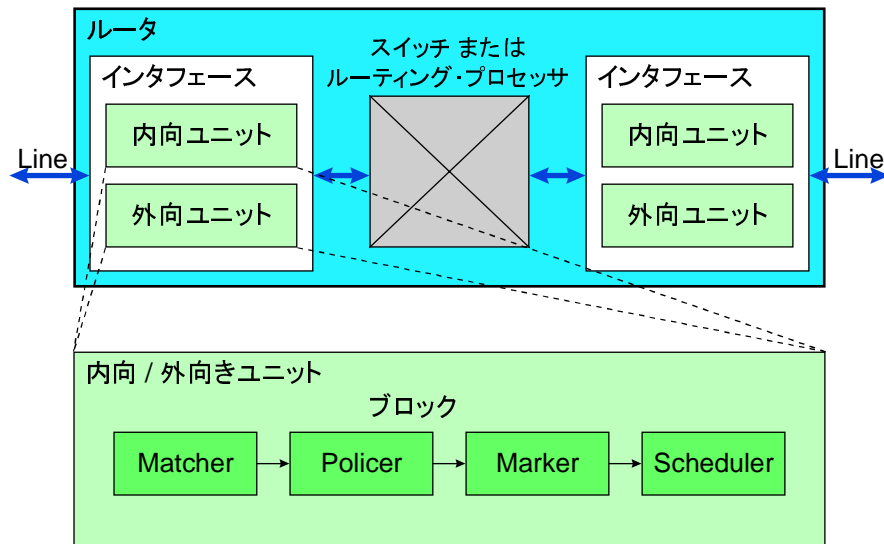 ルータ
スイッチ または
ルーティング・プロセッサ
インタフェース
インタフェース
内向ユニット
内向ユニット
Line
Line
外向ユニット
外向ユニット
内向 / 外向きユニット
ブロック
Matcher
Policer
Marker
Scheduler